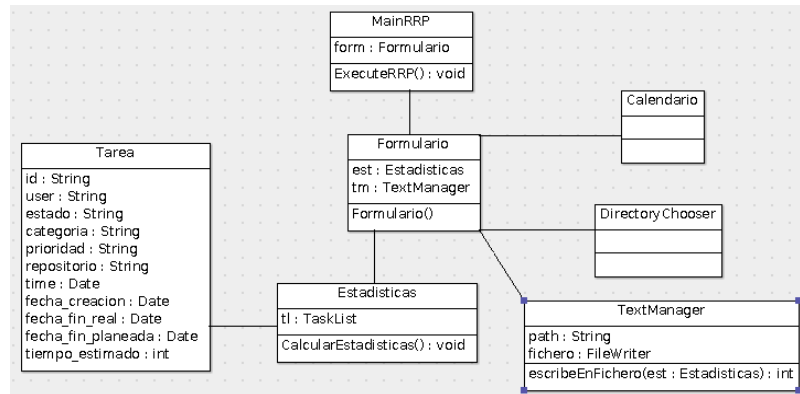 MainRRP
form : Formulario
ExecuteRRP() : void
Calendario
Formulario
est : Estadisticas
tm : TextManager
Formulario()
Tarea
id : String
user : String
estado : String
categoria : String
prioridad : String
repositorio : String
time : Date
fecha_creacion : Date
fecha_fin_real : Date
fecha_fin_planeada : Date
tiempo_estimado : int
DirectoryChooser
Estadisticas
tl : TaskList
CalcularEstadisticas() : void
TextManager
path : String
fichero : FileWriter
escribeEnFichero(est : Estadisticas) : int